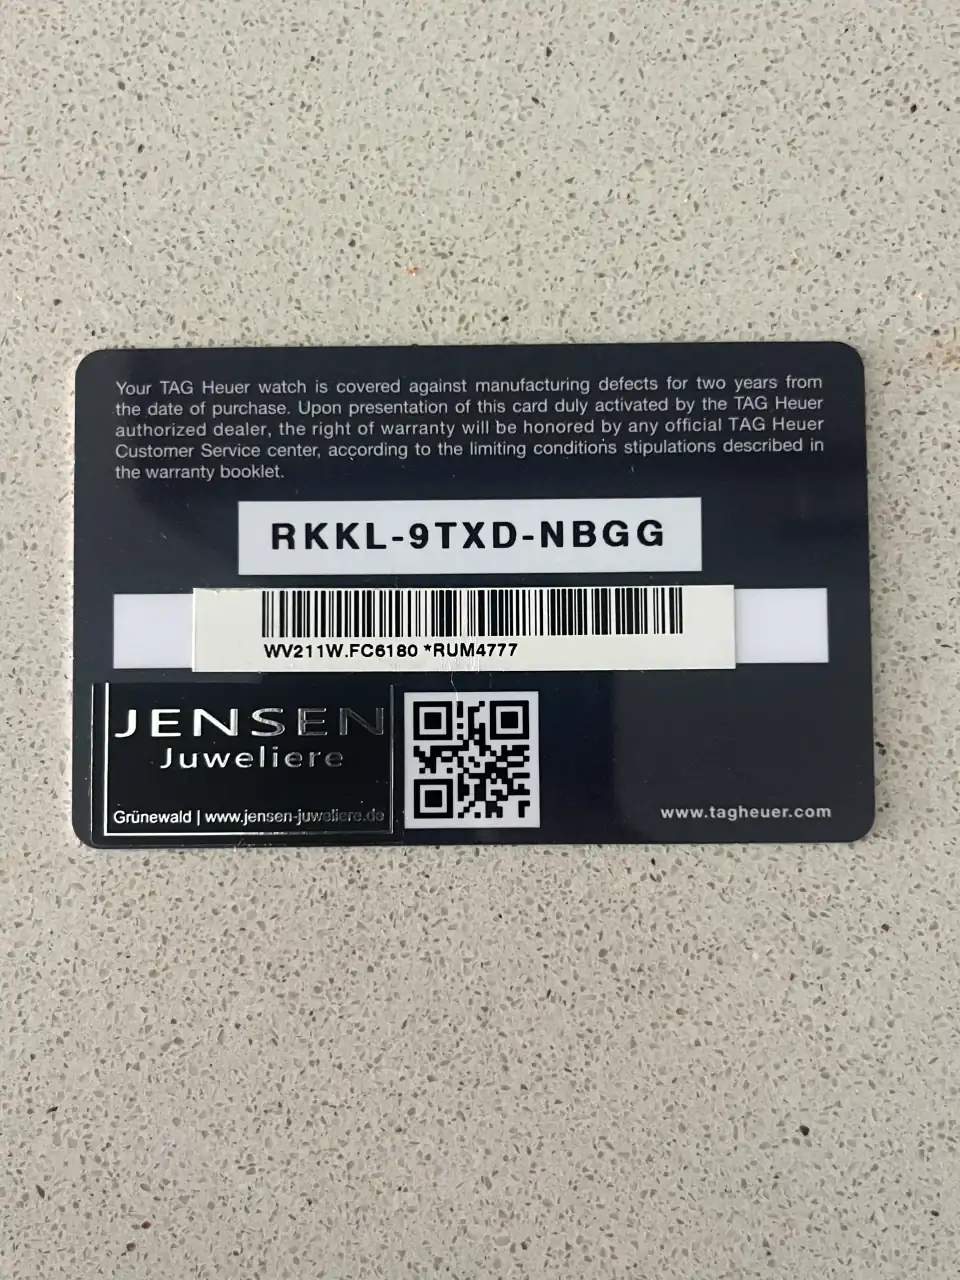 Your TAG Heuer watch is covered against manufacturing defects for two years from
the date of purchase. Upon presentation of this card duly activated by the TAG Heuer
authorized dealer, the right of warranty will be honored by any official TAG Heuer
Customer Service center, according to the limiting conditions stipulations described in
the warranty booklet.
RKKL-9TXD-NBGG
WV211W.FC6180 *RUM4777
JENSEN
Juweliere
Grünewald | www.jensen-juweliere.de
www.tagheuer.com